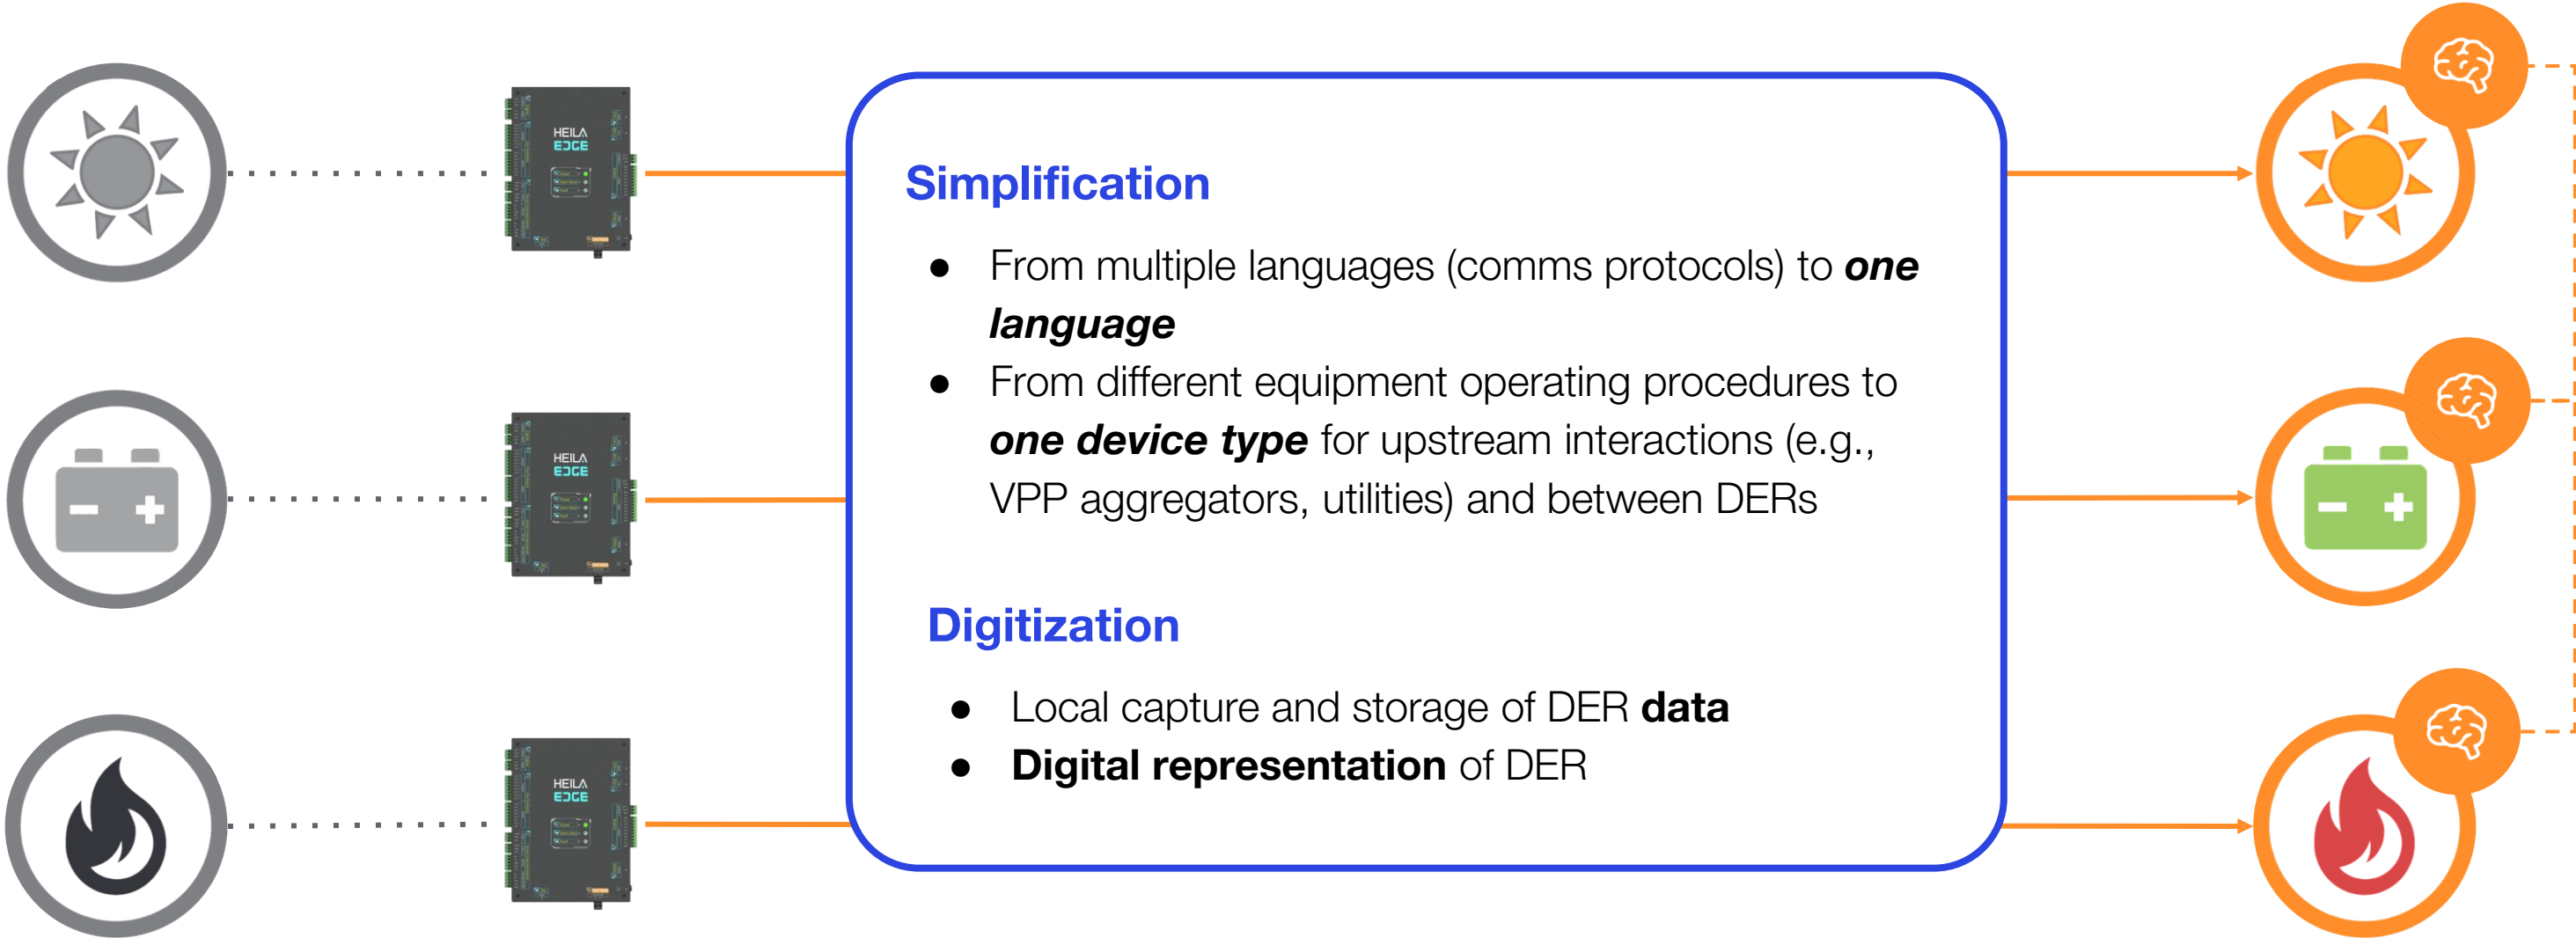 HEILA
EDGE
HEILA
EDGE
HEILA
EDGE
Simplification
● From multiple languages (comms protocols) to one
language
● From different equipment operating procedures to
one device type for upstream interactions (e.g.,
VPP aggregators, utilities) and between DERs
Digitization
● Local capture and storage of DER data
● Digital representation of DER